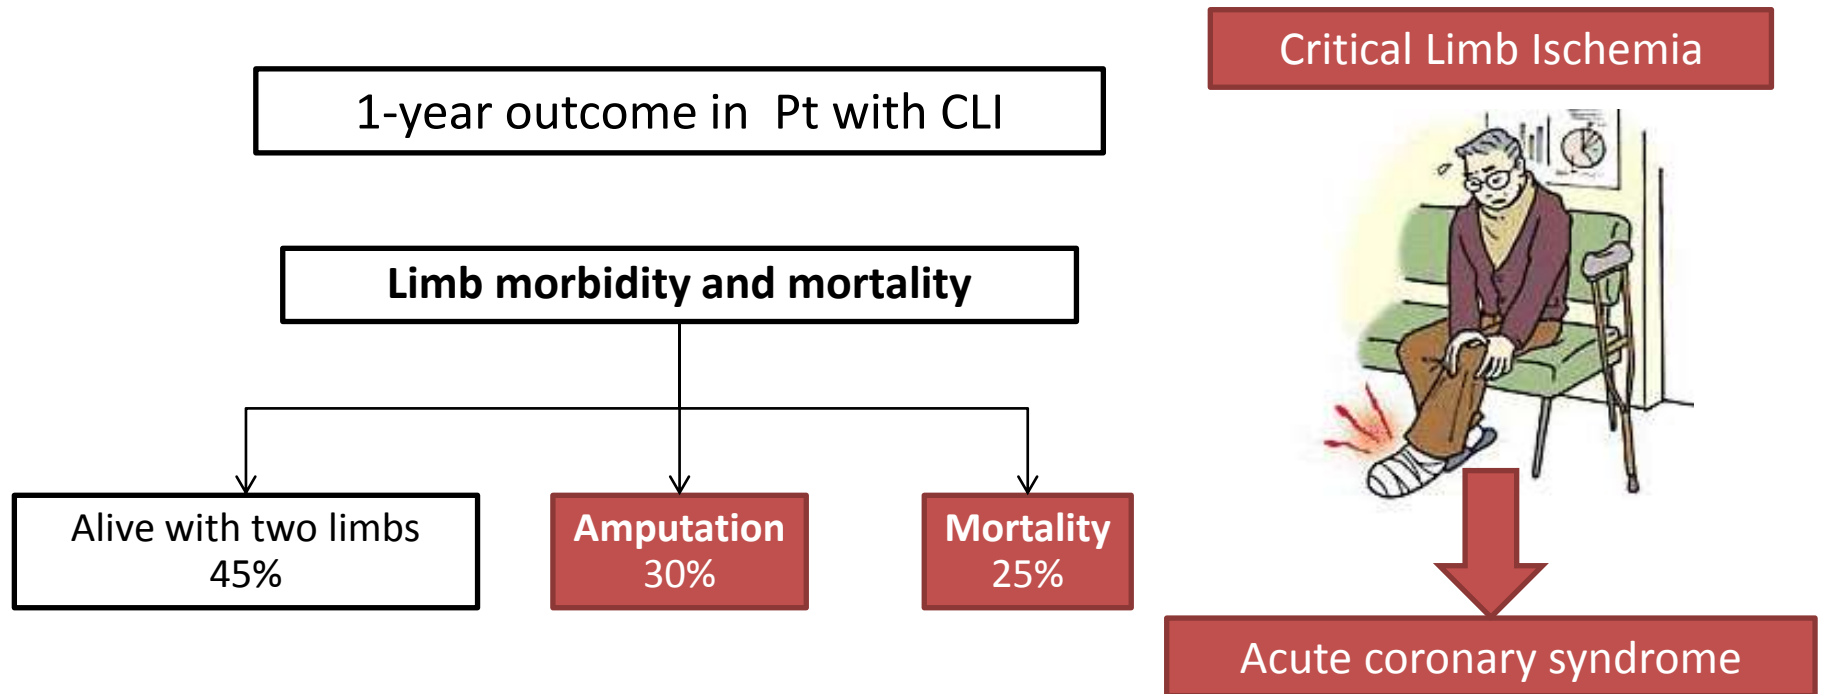 1-year outcome in  Pt with CLI
Limb morbidity and mortality
Alive with two limbs
45%
Amputation
30%
Mortality
25%
Critical Limb Ischemia
Acute coronary syndrome